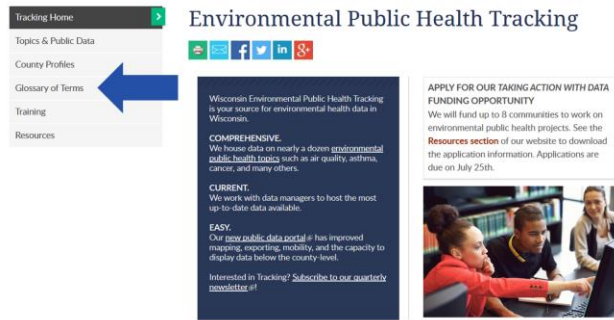 Tracking Home
Topics & Public Data
County Profiles
Glossary of Terms
Training
Resources
Environmental Public Health Tracking
Wisconsin Environmental Public Health Tracking
is your source for environmental health data in
Wisconsin.
COMPREHENSIVE.
We house data on nearly a dozen environmental
public health topics such as air quality, asthma,
cancer, and many others.
CURRENT.
We work with data managers to host the most
up-to-date data available.
EASY.
Our new public data portal has improved
mapping, exporting, mobility, and the capacity to
display data below the county-level.
Interested in Tracking? Subscribe to our quarterly
newsletter!
APPLY FOR OUR TAKING ACTION WITH DATA
FUNDING OPPORTUNITY
We will fund up to 8 communities to work on
environmental public health projects. See the
Resources section of our website to download
the application information. Applications are
due on July 25th.